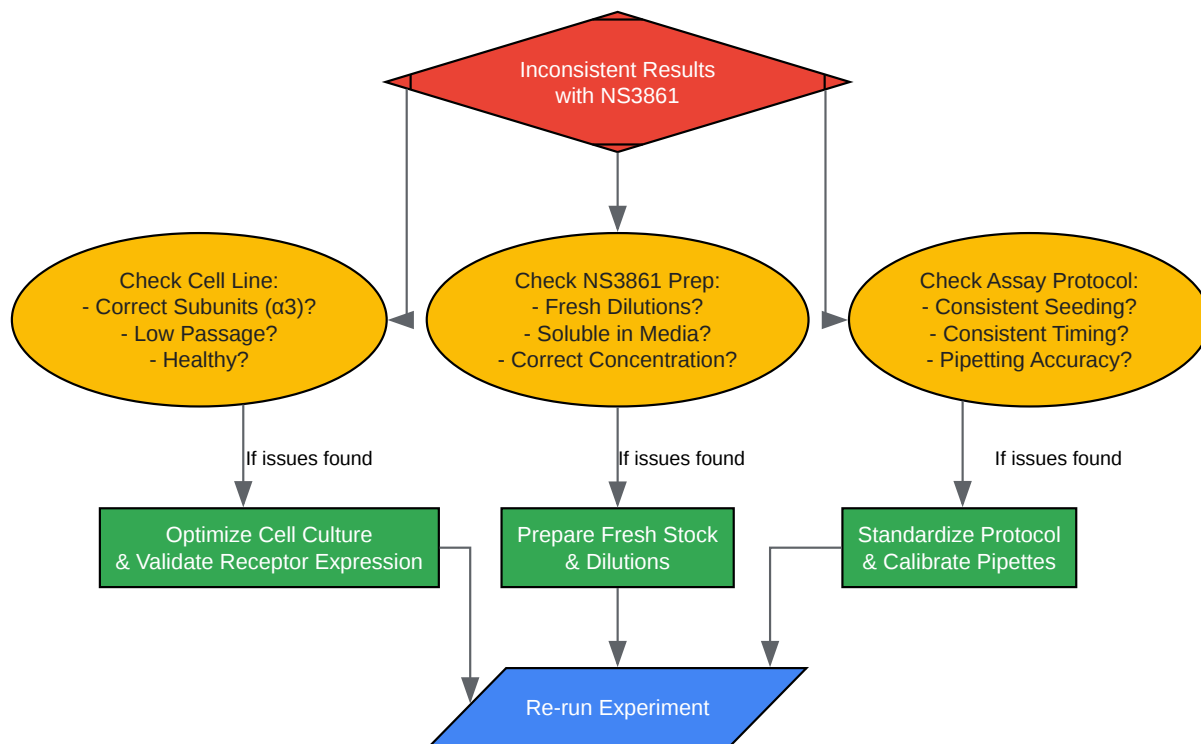 Inconsistent Results
with NS3861
Check Cell Line:
- Correct Subunits (α3)?
- Low Passage?
- Healthy?
Check NS3861 Prep:
- Fresh Dilutions?
- Soluble in Media?
- Correct Concentration?
Check Assay Protocol:
- Consistent Seeding?
- Consistent Timing?
- Pipetting Accuracy?
If issues found
If issues found
If issues found
Optimize Cell Culture
& Validate Receptor Expression
Prepare Fresh Stock
& Dilutions
Standardize Protocol
& Calibrate Pipettes
Re-run Experiment